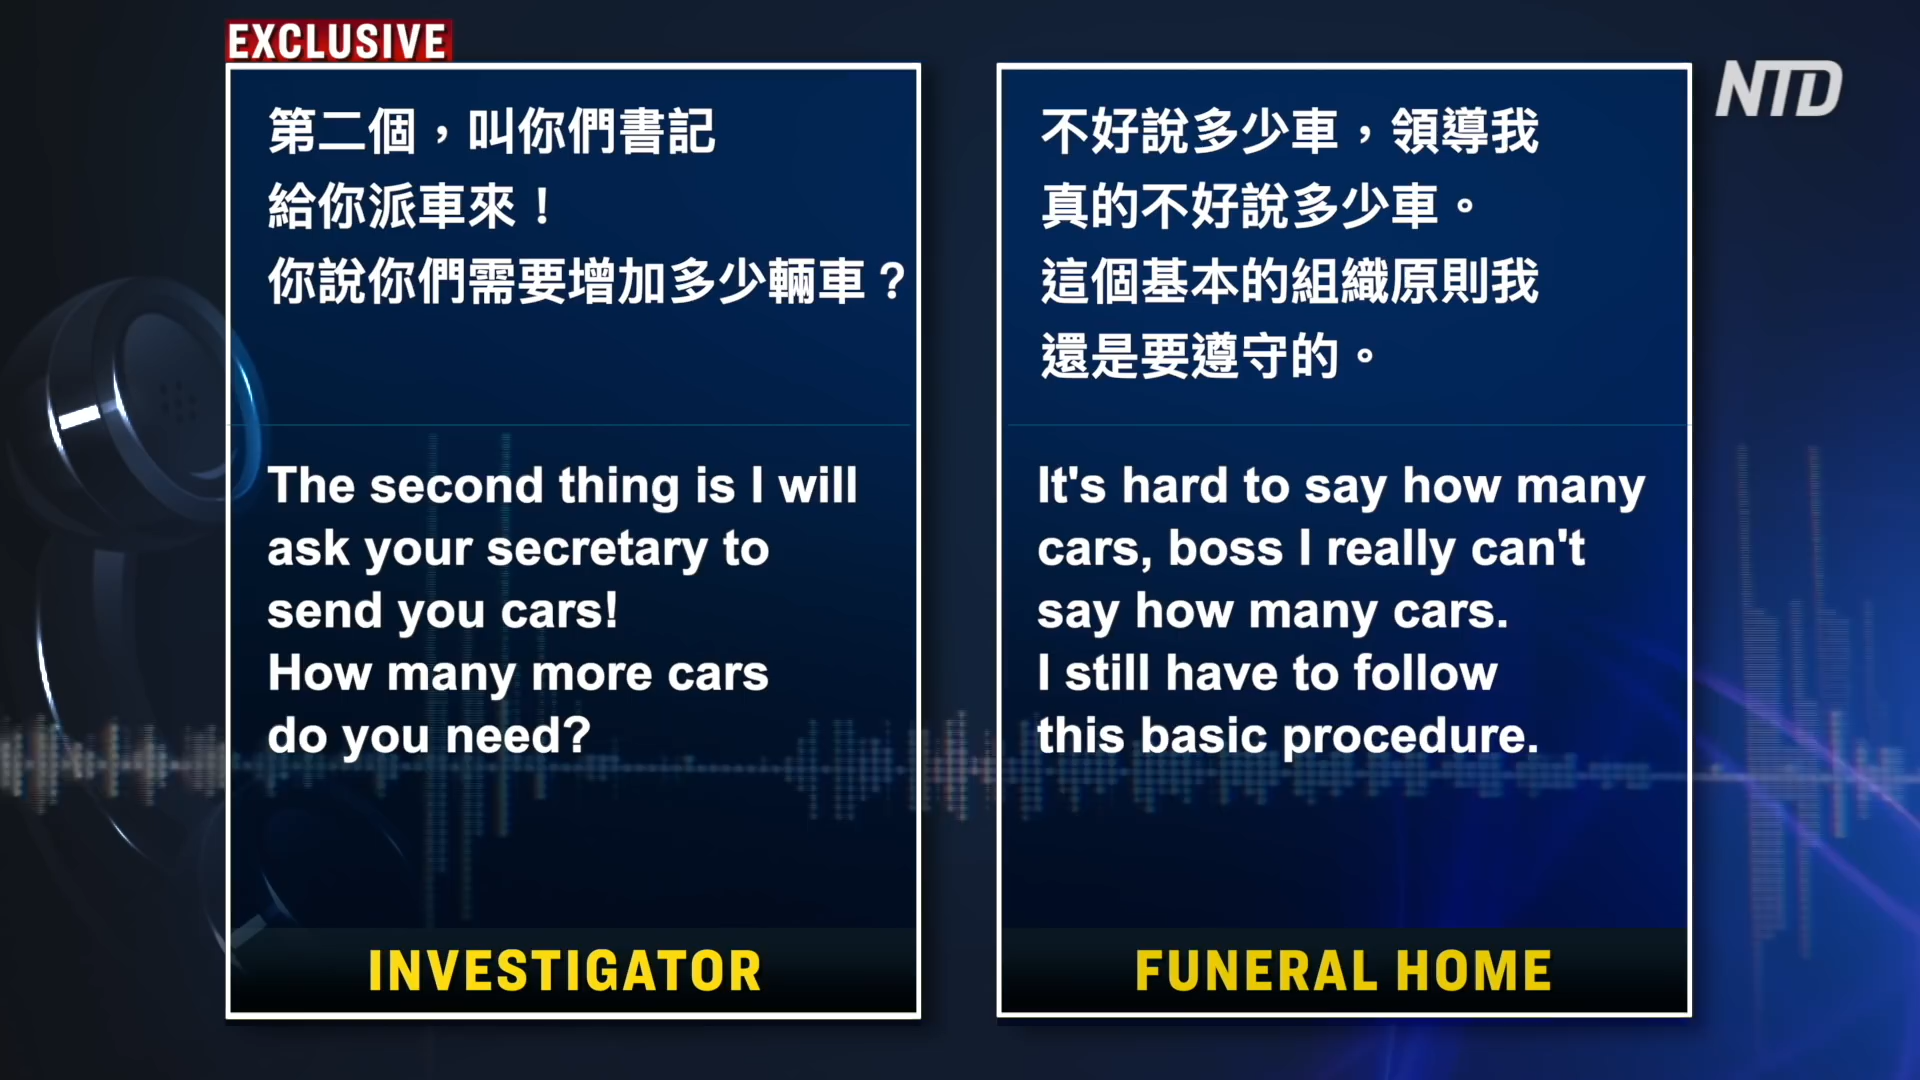 EXCLUSIVE
NTD
第二個，叫你們書記
給你派車來！
你說你們需要增加多少輛車？
The second thing is I will
ask your secretary to
send you cars!
How many more cars
do you need?
INVESTIGATOR
不好說多少車，領導我
真的不好說多少車。
這個基本的組織原則我
還是要遵守的。
It's hard to say how many
cars, boss I really can't
say how many cars.
I still have to follow
this basic procedure.
FUNERAL HOME